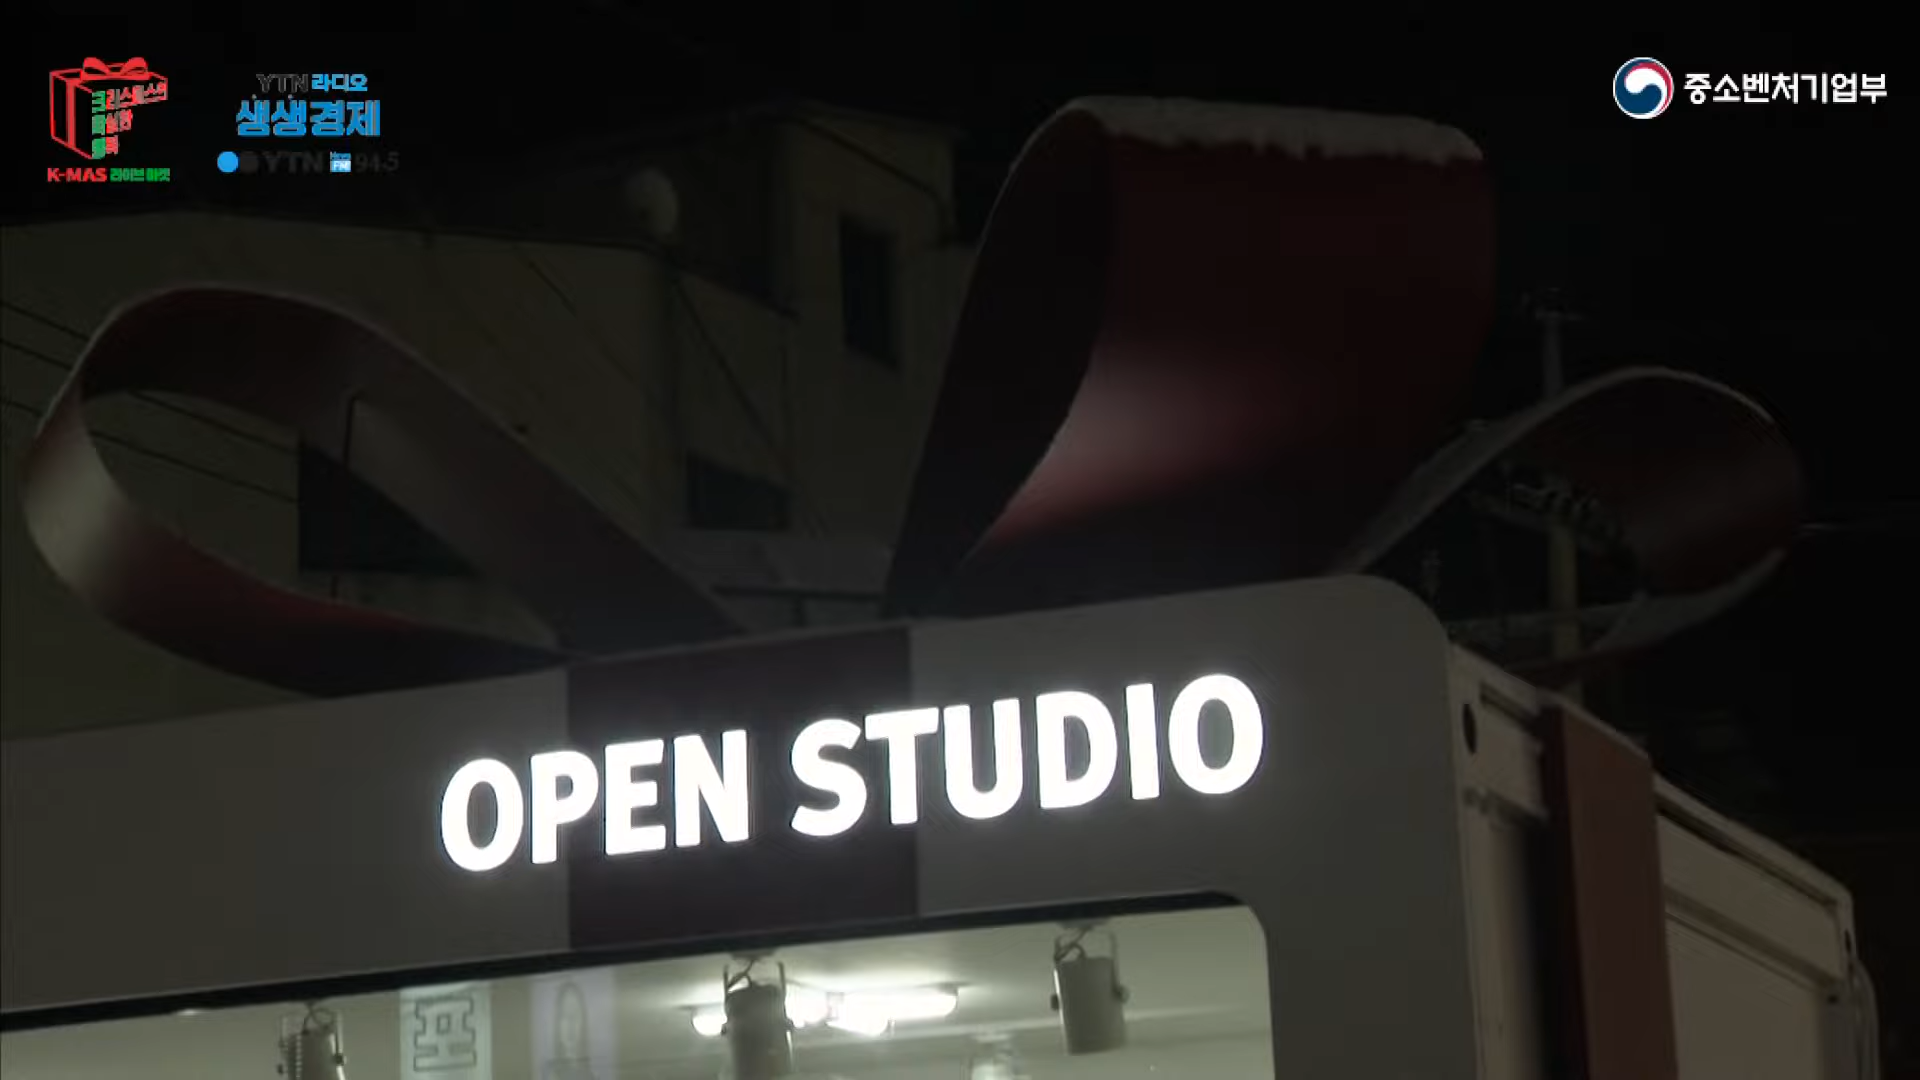 K-MAS 라이브 마켓
YTN 라디오
생생경제
YTN FM 94.5
중소벤처기업부
OPEN STUDIO